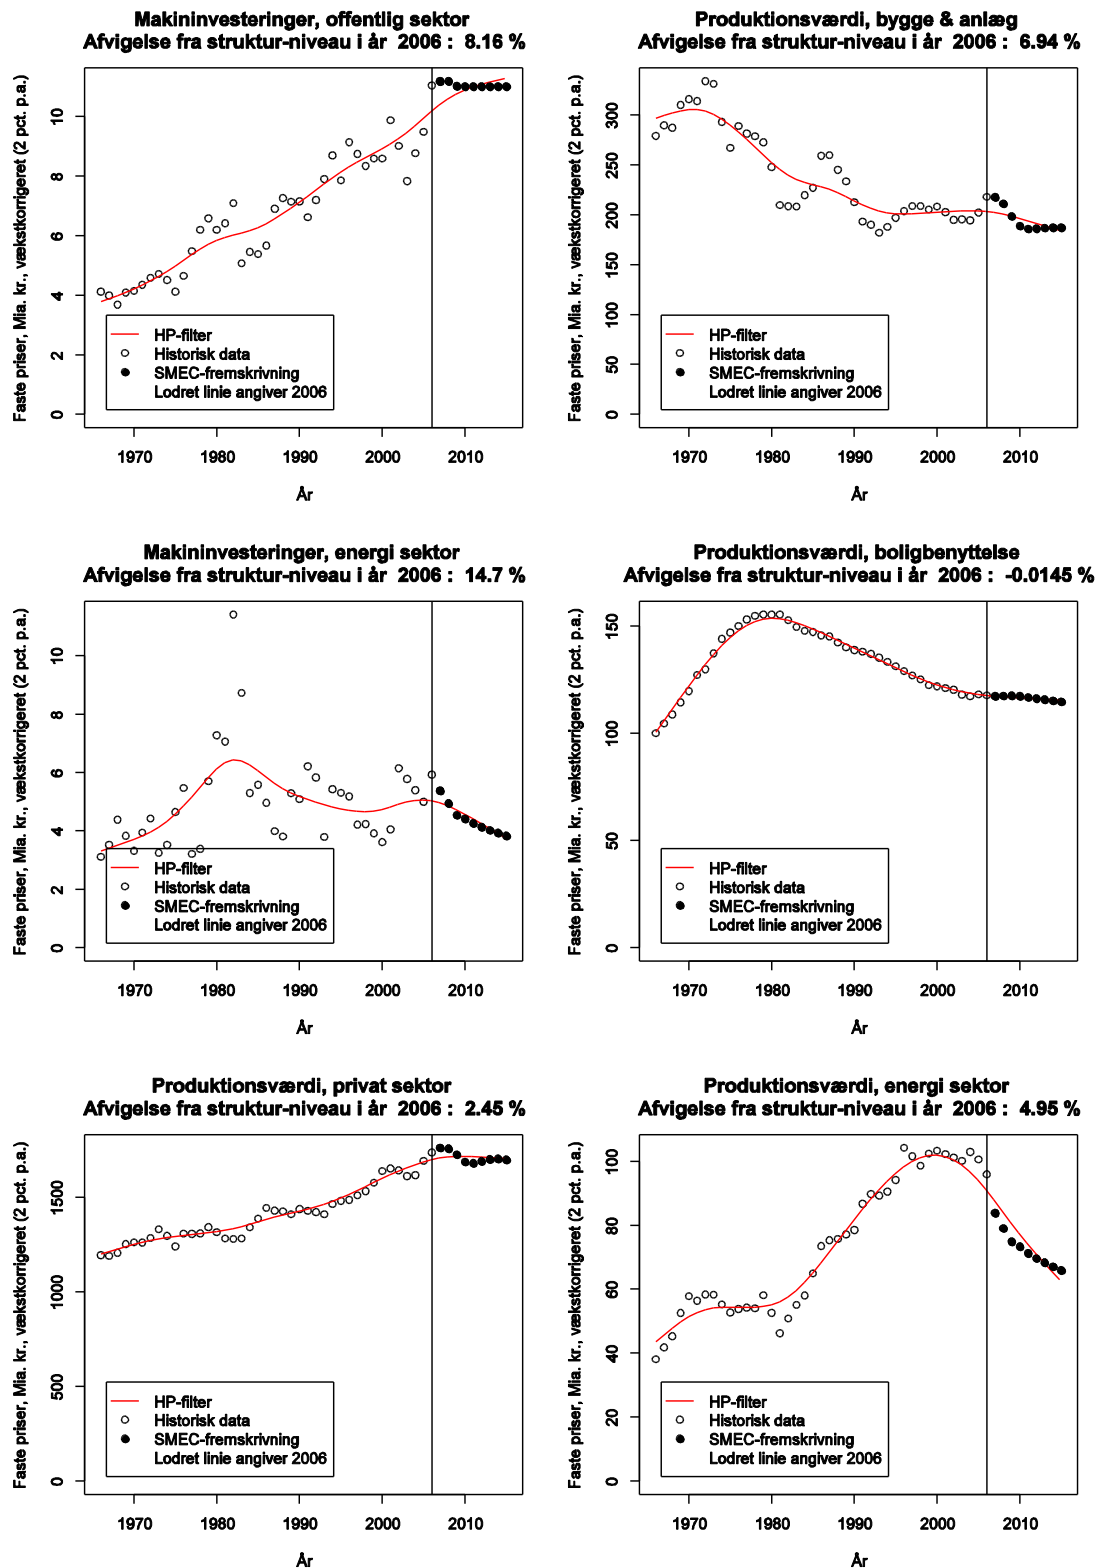 Makininvesteringer, offentlig sektor
Afvigelse fra struktur-niveau i år 2006 : 8.16 %
Faste priser, Mia. kr., vækstkorrigeret (2 pct. p.a.)
10
8
6
4
2
0
HP-filter
Historisk data
SMEC-fremskrivning
Lodret linie angiver 2006
1970 1980 1990 2000 2010
År
Produktionsværdi, bygge & anlæg
Afvigelse fra struktur-niveau i år 2006 : 6.94 %
Faste priser, Mia. kr., vækstkorrigeret (2 pct. p.a.)
300
250
200
150
100
50
0
HP-filter
Historisk data
SMEC-fremskrivning
Lodret linie angiver 2006
1970 1980 1990 2000 2010
År
Makininvesteringer, energi sektor
Afvigelse fra struktur-niveau i år 2006 : 14.7 %
Faste priser, Mia. kr., vækstkorrigeret (2 pct. p.a.)
10
8
6
4
2
0
HP-filter
Historisk data
SMEC-fremskrivning
Lodret linie angiver 2006
1970 1980 1990 2000 2010
År
Produktionsværdi, boligbenyttelse
Afvigelse fra struktur-niveau i år 2006 : -0.0145 %
Faste priser, Mia. kr., vækstkorrigeret (2 pct. p.a.)
150
100
50
0
HP-filter
Historisk data
SMEC-fremskrivning
Lodret linie angiver 2006
1970 1980 1990 2000 2010
År
Produktionsværdi, privat sektor
Afvigelse fra struktur-niveau i år 2006 : 2.45 %
Faste priser, Mia. kr., vækstkorrigeret (2 pct. p.a.)
1500
1000
500
0
HP-filter
Historisk data
SMEC-fremskrivning
Lodret linie angiver 2006
1970 1980 1990 2000 2010
År
Produktionsværdi, energi sektor
Afvigelse fra struktur-niveau i år 2006 : 4.95 %
Faste priser, Mia. kr., vækstkorrigeret (2 pct. p.a.)
100
80
60
40
20
0
HP-filter
Historisk data
SMEC-fremskrivning
Lodret linie angiver 2006
1970 1980 1990 2000 2010
År